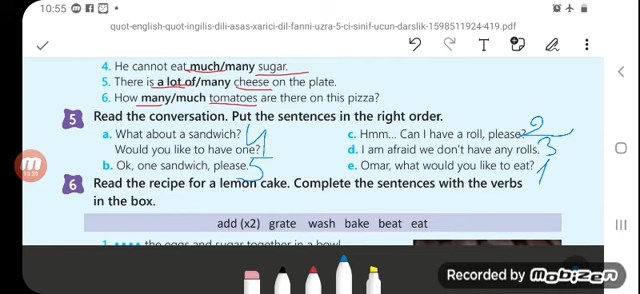 10:55
quot-english-quot-ingilis-dili-asas-xarici-dil-fanni-uzra-5-ci-sinif-ucun-darslik-1598511924-419.pdf
4. He cannot eat much/many sugar.
5. There is a lot of/many cheese on the plate.
6. How many/much tomatoes are there on this pizza?
5 Read the conversation. Put the sentences in the right order.
a. What about a sandwich? 4
Would you like to have one?
b. Ok, one sandwich, please. 5
c. Hmm... Can I have a roll, please? 2
d. I am afraid we don't have any rolls. 3
e. Omar, what would you like to eat? 1
6 Read the recipe for a lemon cake. Complete the sentences with the verbs
in the box.
add (x2) grate wash bake beat eat
1. •••• the eggs and sugar together in a bowl
Recorded by
Mobizen